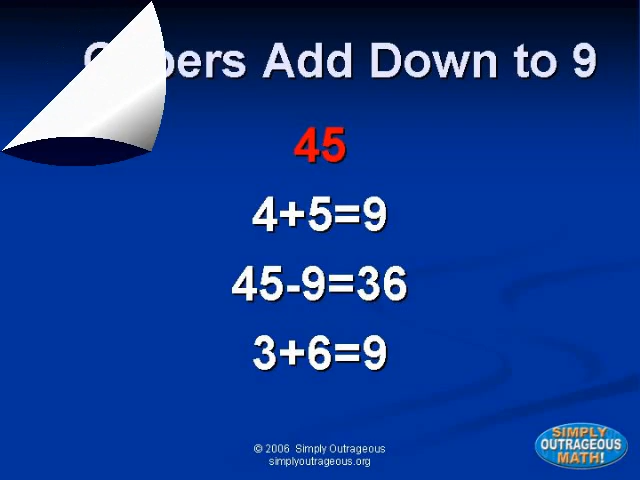 Add Down to 9
45
4+5=9
45-9=36
3+6=9
© 2006 Simply Outrageous
simplyoutrageous.org
SIMPLY
OUTRAGEOUS
MATH!